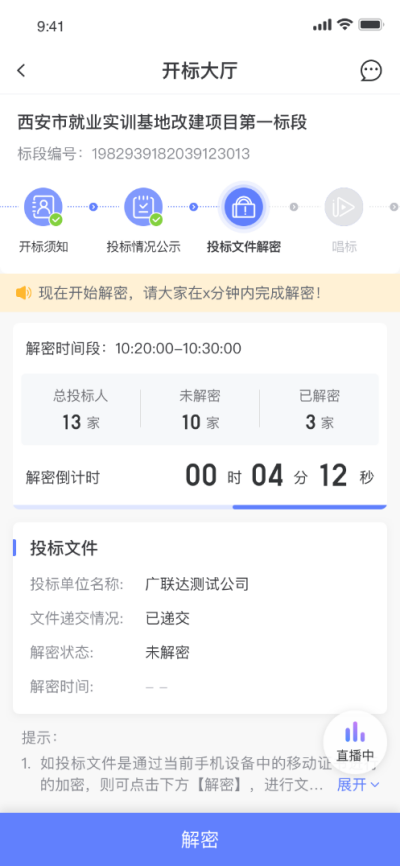 9:41
开标大厅
西安市就业实训基地改建项目第一标段
标段编号：1982939182039123013
开标须知
投标情况公示
投标文件解密
唱标
现在开始解密，请大家在x分钟内完成解密！
解密时间段：10:20:00-10:30:00
总投标人 未解密 已解密
13 家 10 家 3 家
解密倒计时 00 时 04 分 12 秒
投标文件
投标单位名称: 广联达测试公司
文件递交情况: 已递交
解密状态: 未解密
解密时间: – –
提示：
1. 如投标文件是通过当前手机设备中的移动证
的加密，则可点击下方【解密】，进行文... 展开
直播中
解密